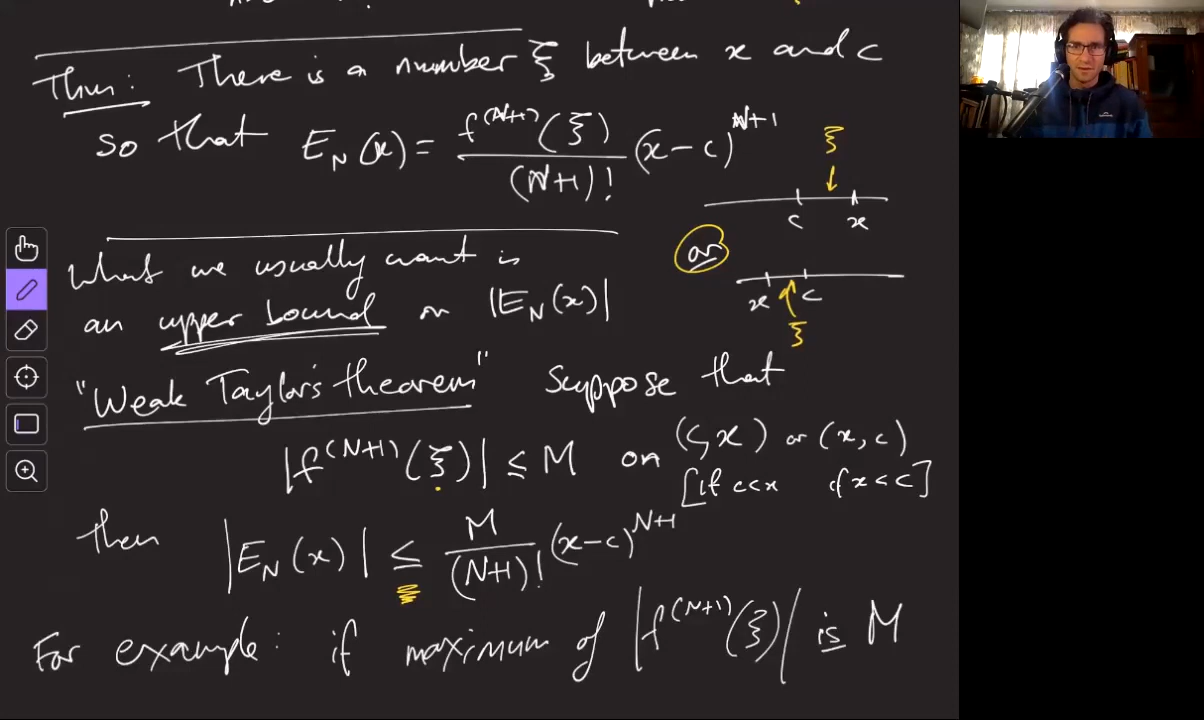 Thm: There is a number ξ between x and c
so that E_N(x) = f^(N+1)(ξ) / (N+1)! (x-c)^N+1
ξ
c x
or
x c
ξ
What we usually want is
an upper bound on |E_N(x)|
"Weak Taylor's theorem" Suppose that
|f^(N+1)(ξ)| ≤ M on (c,x) or (x,c)
[if c<x if x<c]
then |E_N(x)| ≤ M / (N+1)! (x-c)^N+1
For example: if maximum of |f^(N+1)(ξ)| is M